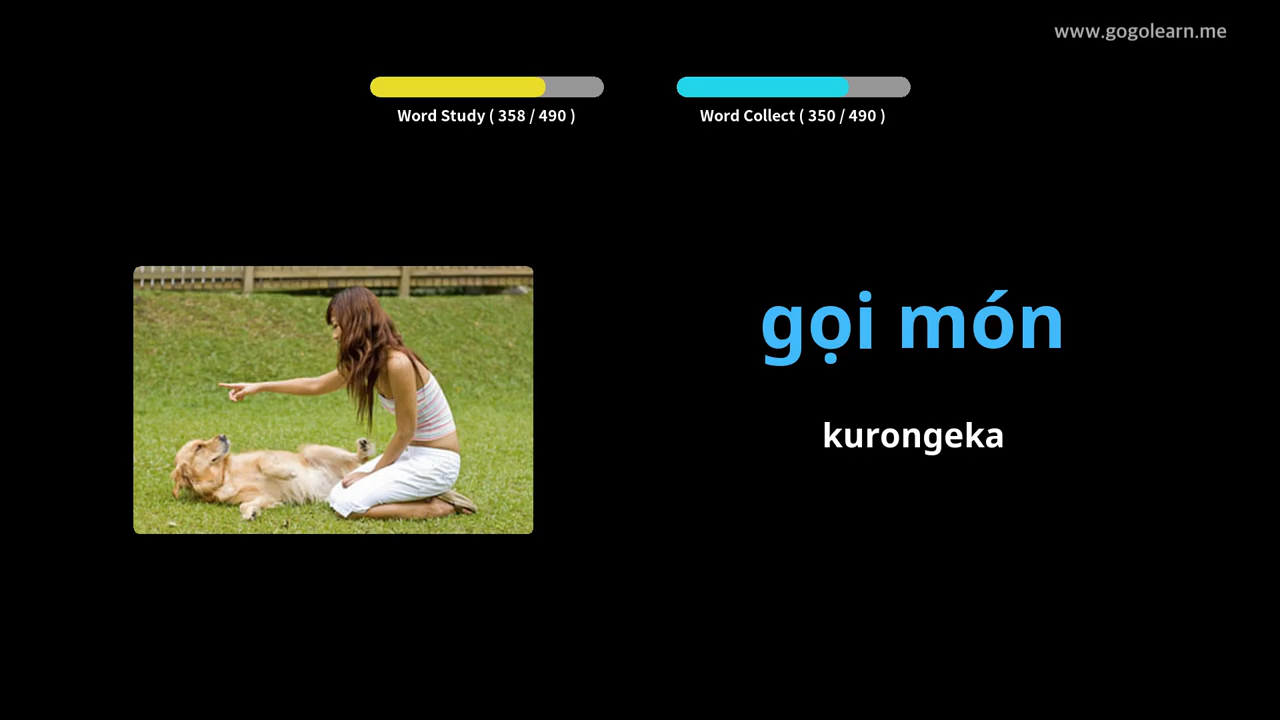 www.gogolearn.me
Word Study ( 358 / 490 )
Word Collect ( 350 / 490 )
gọi món
kurongeka